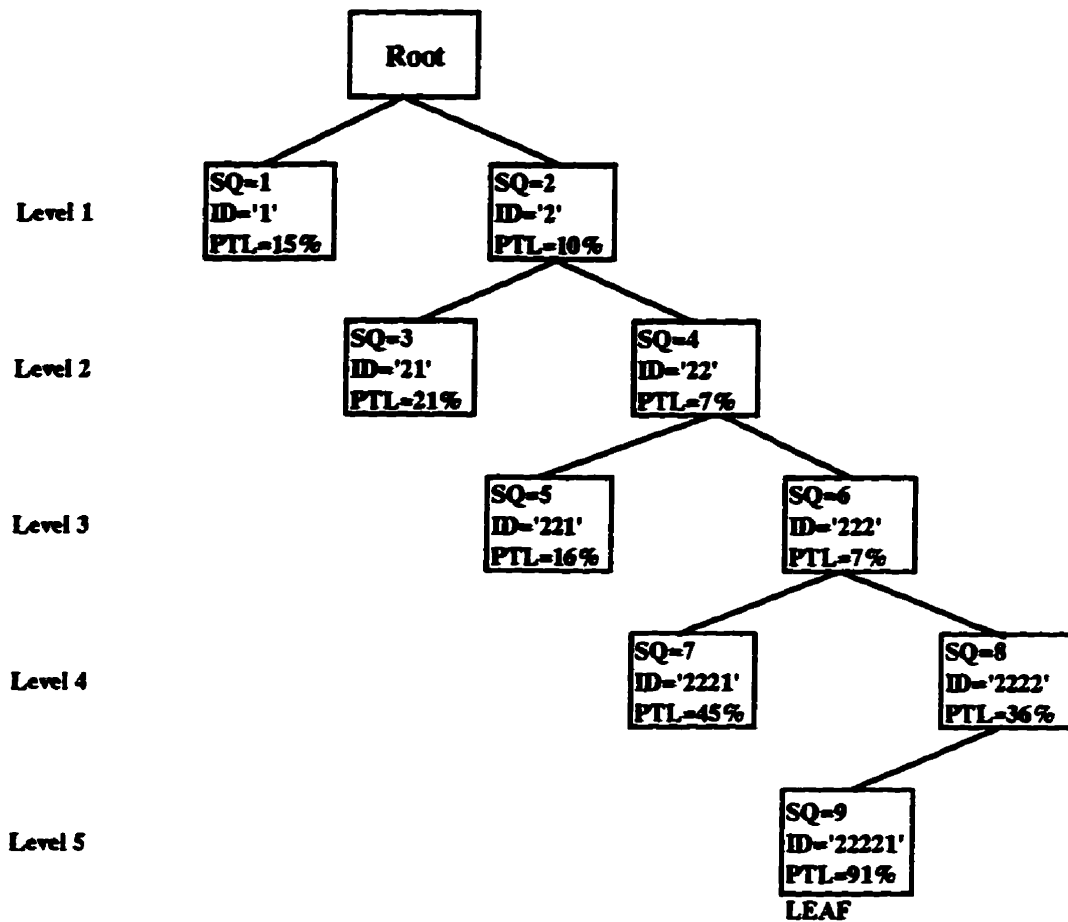 Root
Level 1
SQ=1
ID='1'
PTL=15%
SQ=2
ID='2'
PTL=10%
Level 2
SQ=3
ID='21'
PTL=21%
SQ=4
ID='22'
PTL=7%
Level 3
SQ=5
ID='221'
PTL=16%
SQ=6
ID='222'
PTL=7%
Level 4
SQ=7
ID='2221'
PTL=45%
SQ=8
ID='2222'
PTL=36%
Level 5
SQ=9
ID='22221'
PTL=91%
LEAF